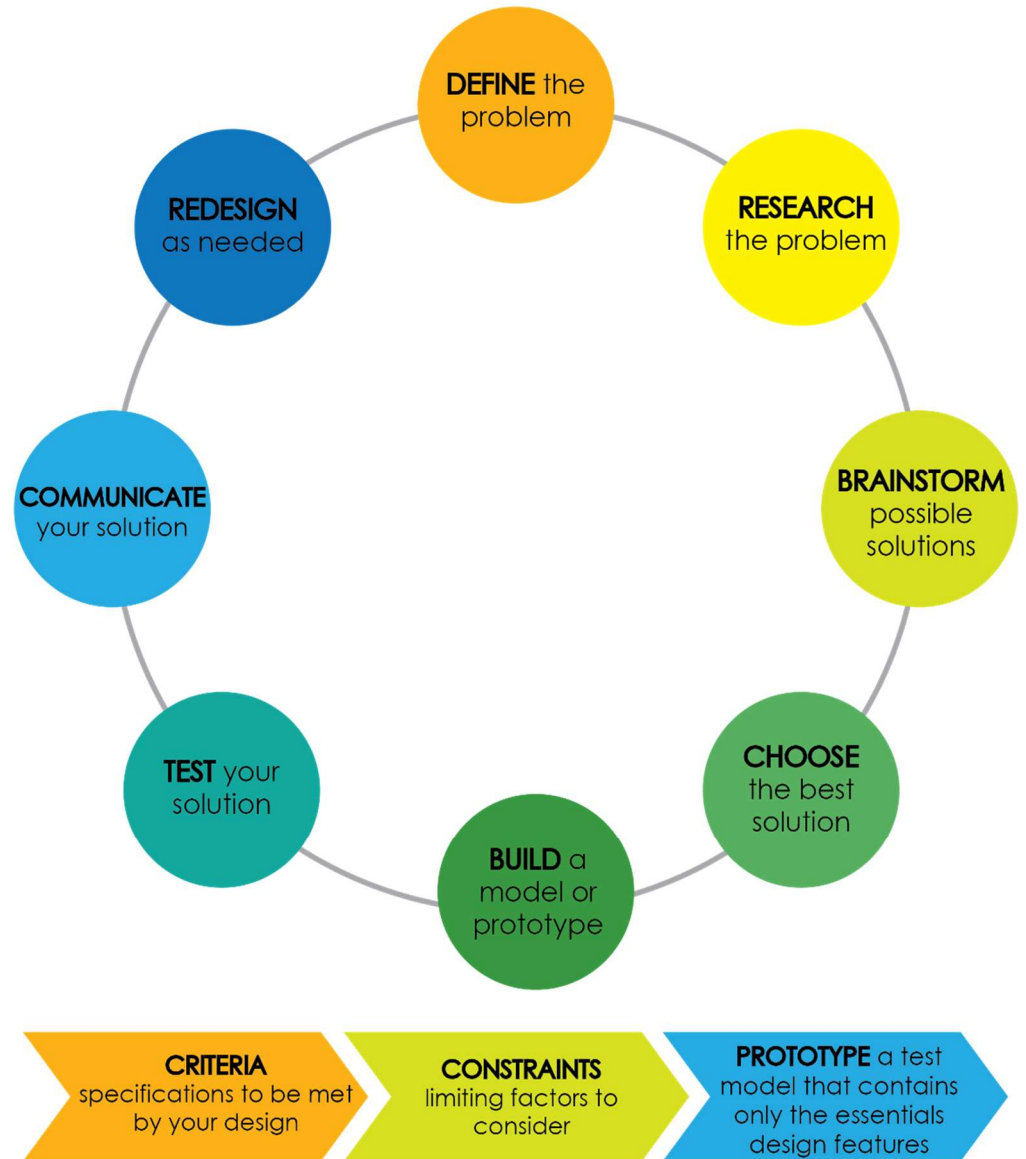 DEFINE the
problem
RESEARCH
the problem
BRAINSTORM
possible
solutions
CHOOSE
the best
solution
BUILD a
model or
prototype
TEST your
solution
COMMUNICATE
your solution
REDESIGN
as needed
CRITERIA
specifications to be met
by your design
CONSTRAINTS
limiting factors to
consider
PROTOTYPE a test
model that contains
only the essentials
design features